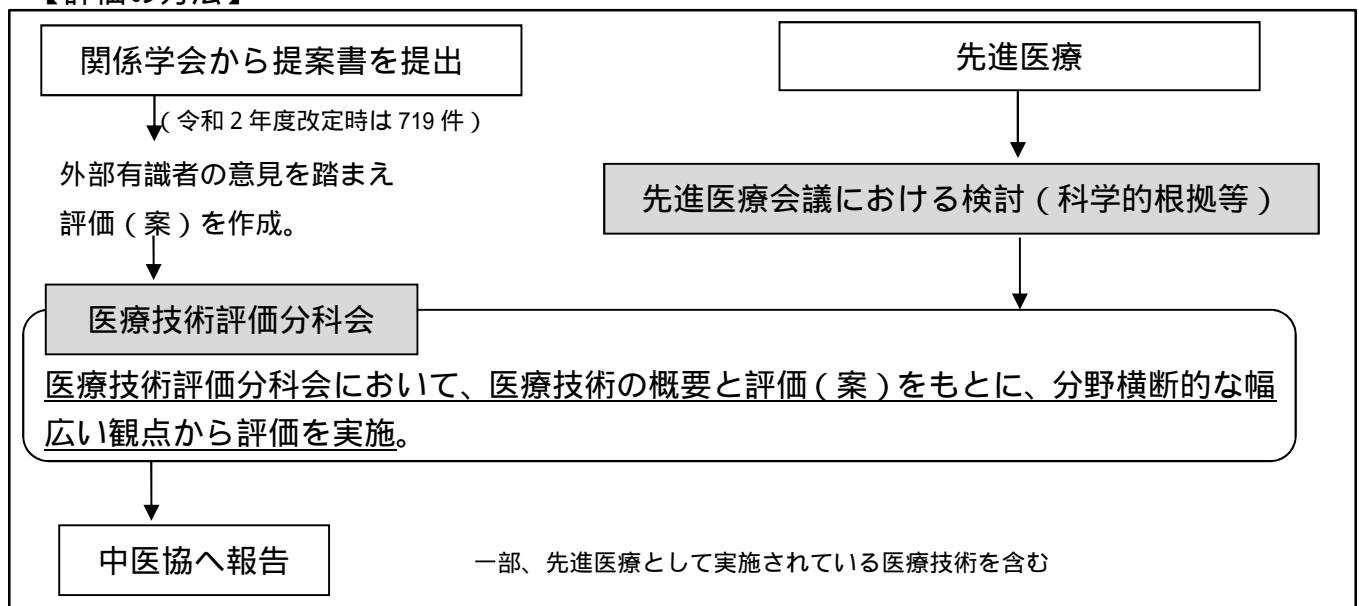 【評価の方法】
関係学会から提案書を提出
(令和2年度改定時は 719 件)
外部有識者の意見を踏まえ
評価(案)を作成。
先進医療
先進医療会議における検討(科学的根拠等)
医療技術評価分科会
医療技術評価分科会において、医療技術の概要と評価(案)をもとに、分野横断的な幅
広い観点から評価を実施。
中医協へ報告
一部、先進医療として実施されている医療技術を含む